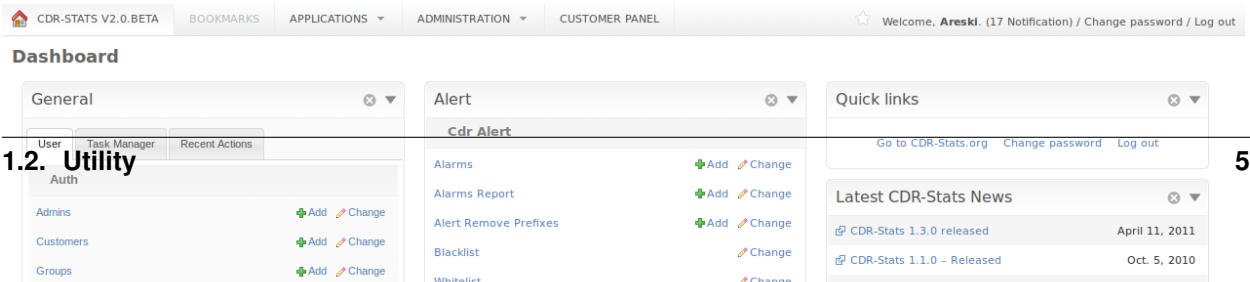 CDR-STATS V2.0.BETA BOOKMARKS APPLICATIONS ADMINISTRATION CUSTOMER PANEL Welcome, Areski. (17 Notification) / Change password / Log out
Dashboard
General
User Task Manager Recent Actions
Auth
Admins Add Change
Customers Add Change
Groups Add Change
Alert
Cdr Alert
Alarms Add Change
Alarms Report Add Change
Alert Remove Prefixes Add Change
Blacklist Change
Whitelist Change
Quick links
Go to CDR-Stats.org Change password Log out
Latest CDR-Stats News
CDR-Stats 1.3.0 released April 11, 2011
CDR-Stats 1.1.0 – Released Oct. 5, 2010
1.2. Utility 5